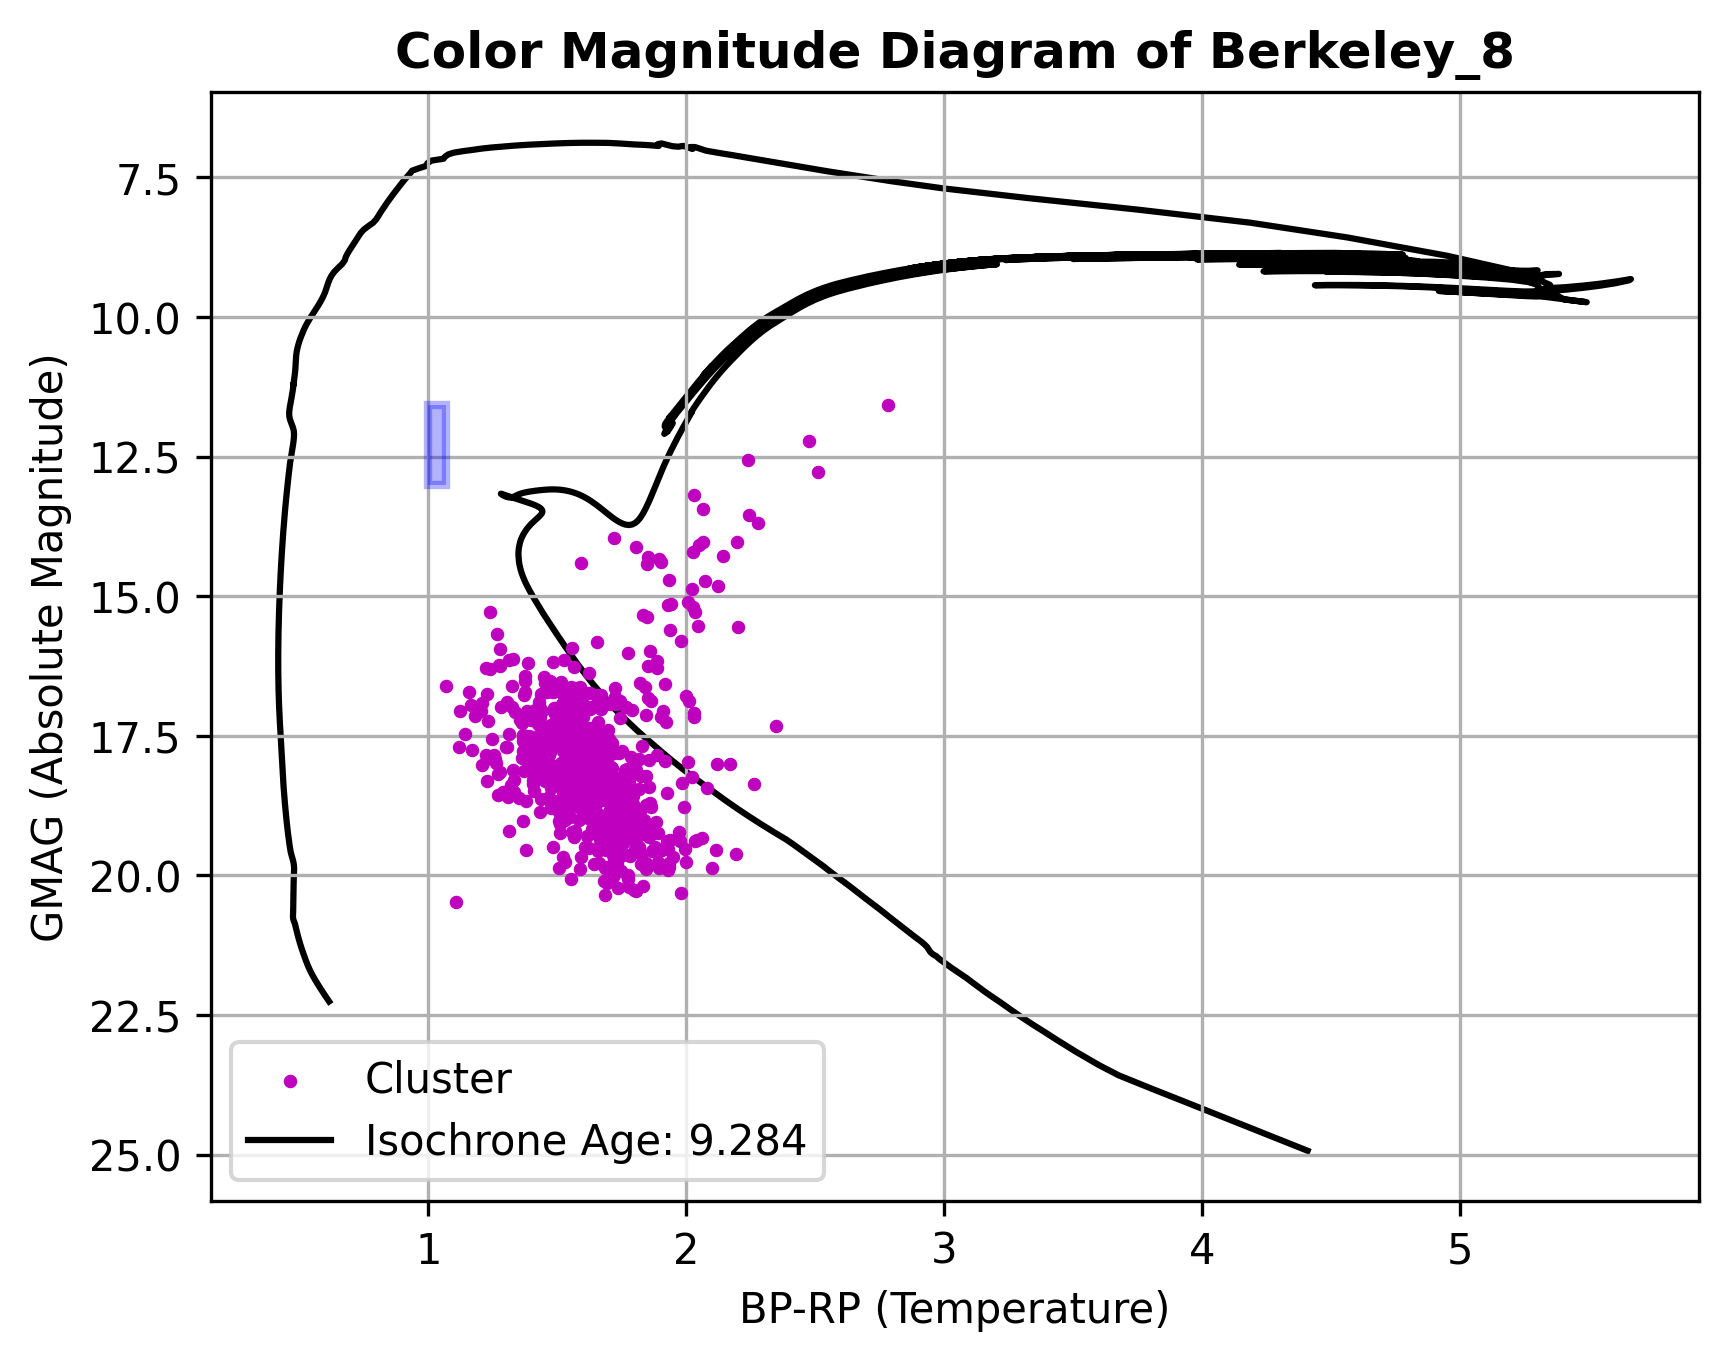 Color Magnitude Diagram of Berkeley_8
GMAG (Absolute Magnitude)
7.5
10.0
12.5
15.0
17.5
20.0
22.5
25.0
Cluster
Isochrone Age: 9.284
1 2 3 4 5
BP-RP (Temperature)